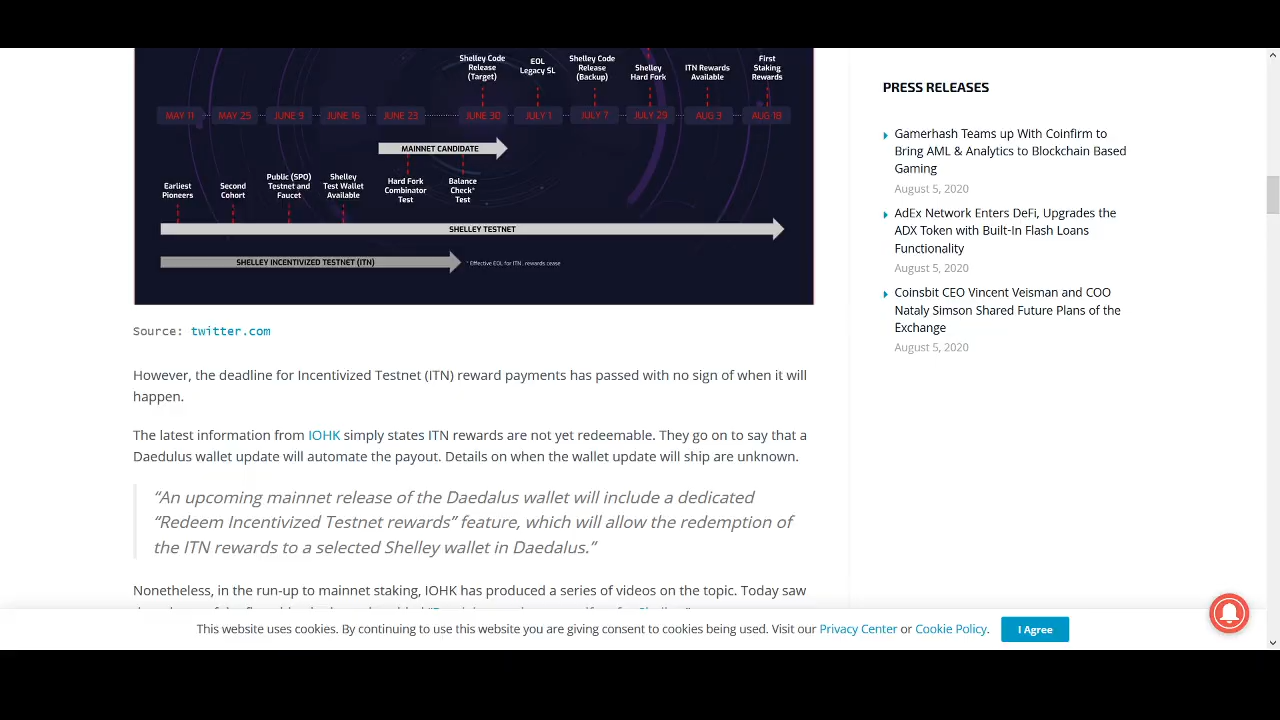 Shelley Code
Release
(Target)
EOL
Legacy SL
Shelley Code
Release
(Backup)
Shelley
Hard Fork
ITN Rewards
Available
First
Staking
Rewards
MAY 11
MAY 25
JUNE 9
JUNE 16
JUNE 23
JUNE 30
JULY 1
JULY 7
JULY 29
AUG 3
AUG 18
MAINNET CANDIDATE
Earliest
Pioneers
Second
Cohort
Public (SPO)
Testnet and
Faucet
Shelley
Test Wallet
Available
Hard Fork
Combinator
Test
Balance
Check*
Test
SHELLEY TESTNET
SHELLEY INCENTIVIZED TESTNET (ITN)
* Effective EOL for ITN, rewards cease
Source: twitter.com
However, the deadline for Incentivized Testnet (ITN) reward payments has passed with no sign of when it will
happen.
The latest information from IOHK simply states ITN rewards are not yet redeemable. They go on to say that a
Daedulus wallet update will automate the payout. Details on when the wallet update will ship are unknown.
“An upcoming mainnet release of the Daedalus wallet will include a dedicated
“Redeem Incentivized Testnet rewards” feature, which will allow the redemption of
the ITN rewards to a selected Shelley wallet in Daedalus.”
Nonetheless, in the run-up to mainnet staking, IOHK has produced a series of videos on the topic. Today saw
PRESS RELEASES
Gamerhash Teams up With Coinfirm to
Bring AML & Analytics to Blockchain Based
Gaming
August 5, 2020
AdEx Network Enters DeFi, Upgrades the
ADX Token with Built-In Flash Loans
Functionality
August 5, 2020
Coinsbit CEO Vincent Veisman and COO
Nataly Simson Shared Future Plans of the
Exchange
August 5, 2020
This website uses cookies. By continuing to use this website you are giving consent to cookies being used. Visit our Privacy Center or Cookie Policy.
I Agree